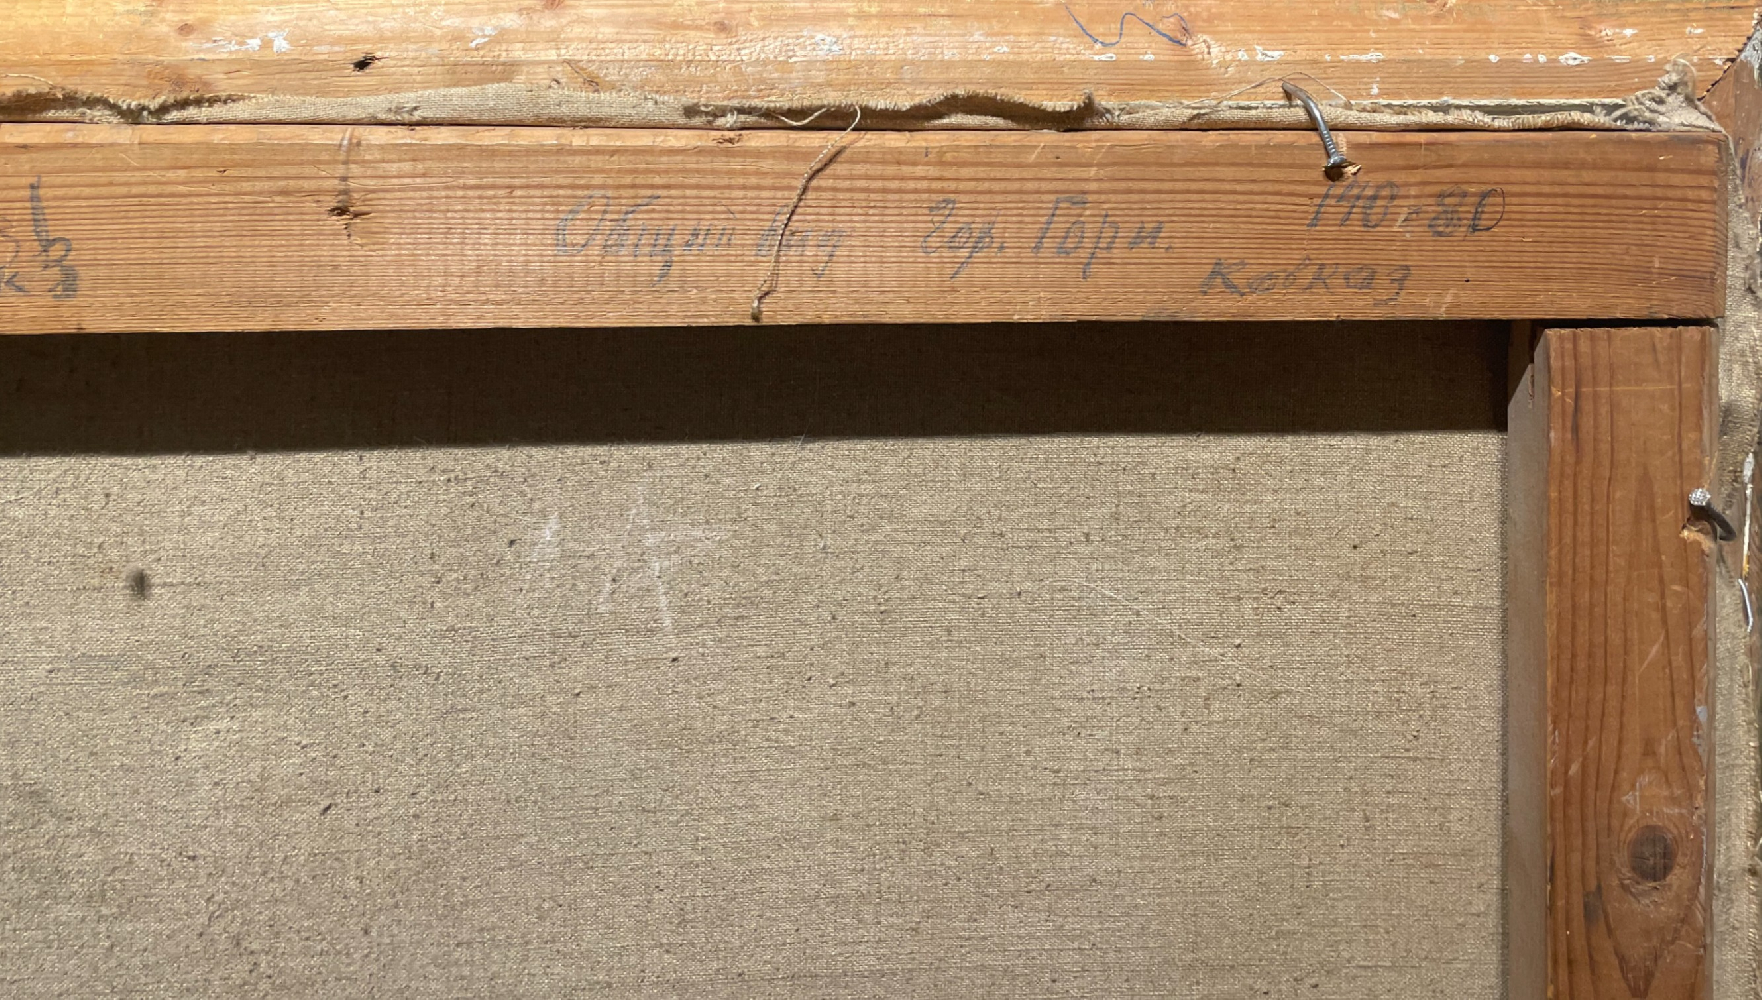 Общий вид гор. Гори. 140-80
Кавказ